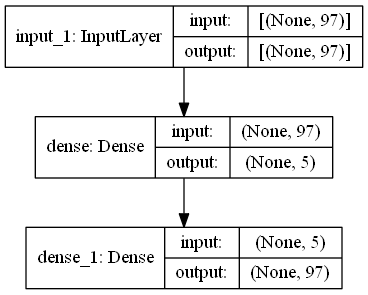 input_1: InputLayer
input: [(None, 97)]
output: [(None, 97)]
dense: Dense
input: (None, 97)
output: (None, 5)
dense_1: Dense
input: (None, 5)
output: (None, 97)